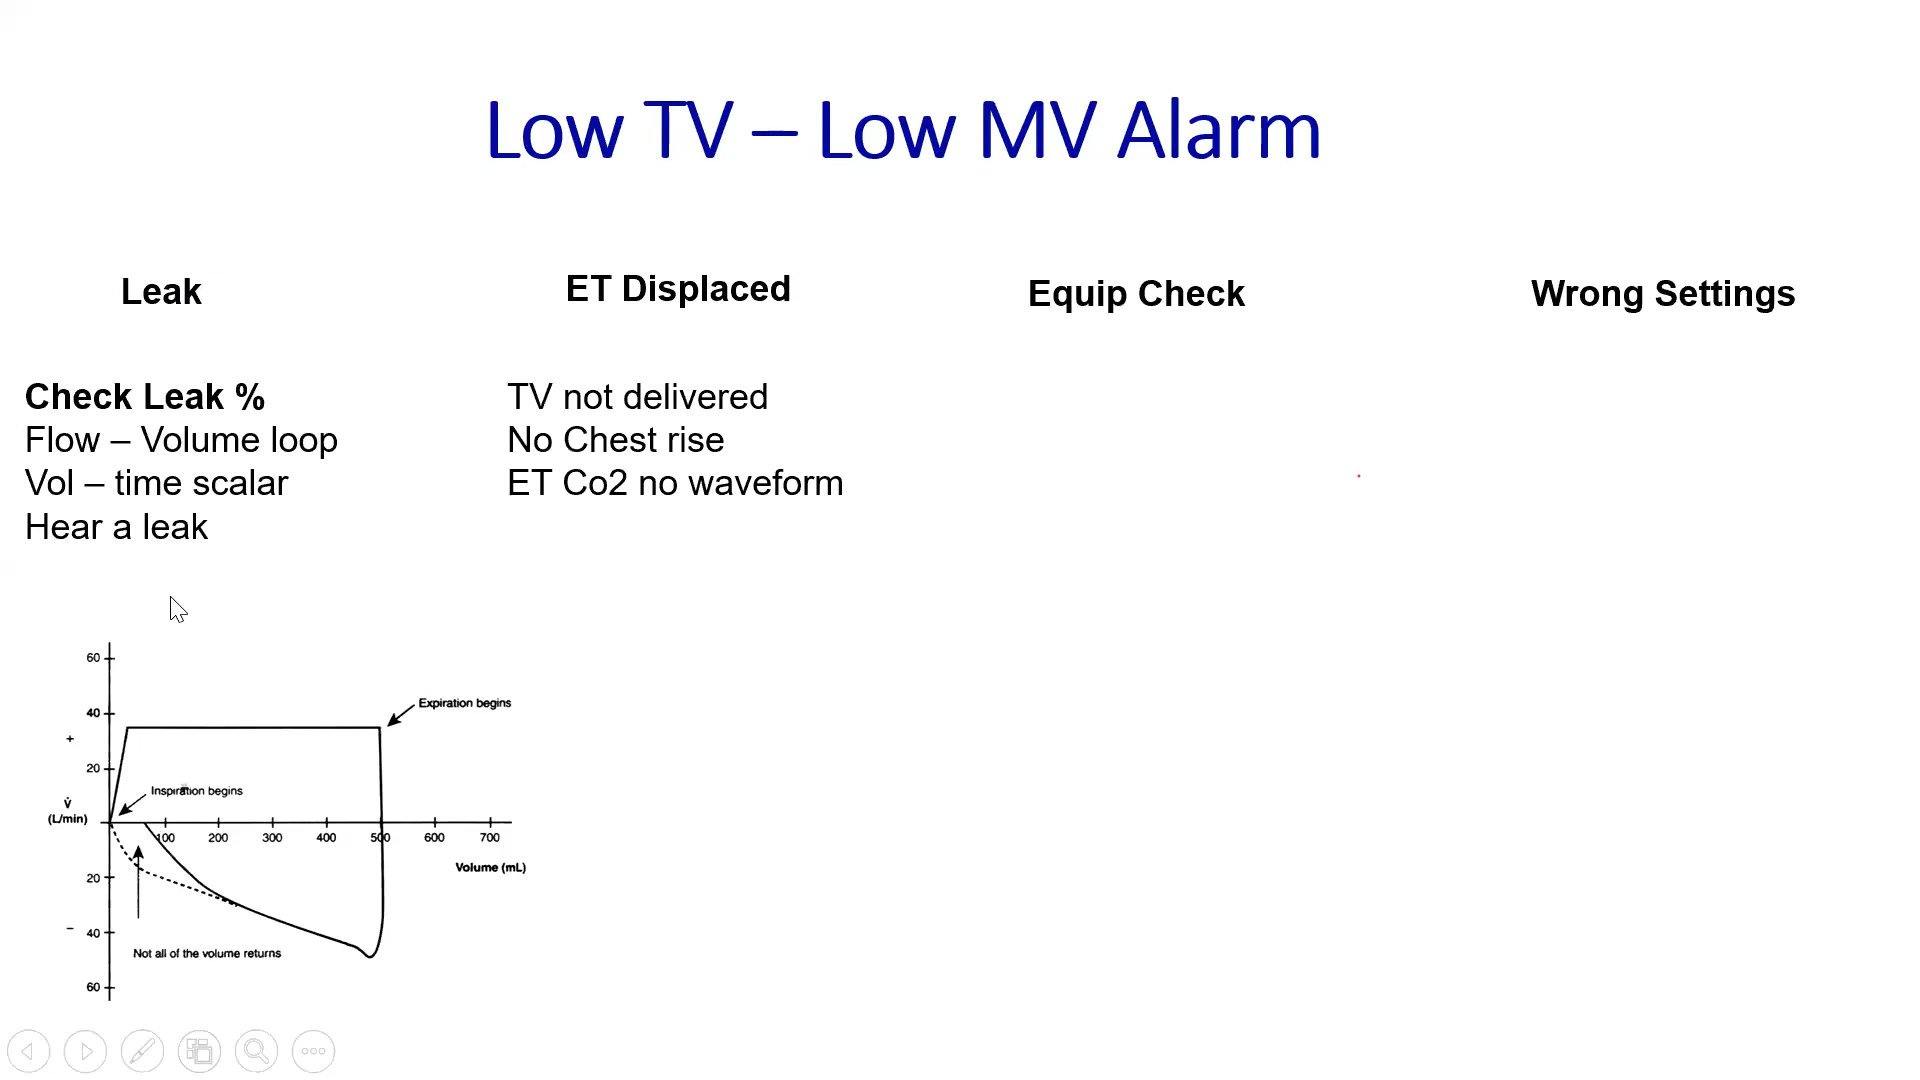 Low TV – Low MV Alarm
Leak
ET Displaced
Equip Check
Wrong Settings
Check Leak %
Flow – Volume loop
Vol – time scalar
Hear a leak
TV not delivered
No Chest rise
ET Co2 no waveform
60
40
+
20
V̇
(L/min)
20
–
40
60
Expiration begins
Inspiration begins
100 200 300 400 500 600 700
Volume (mL)
Not all of the volume returns